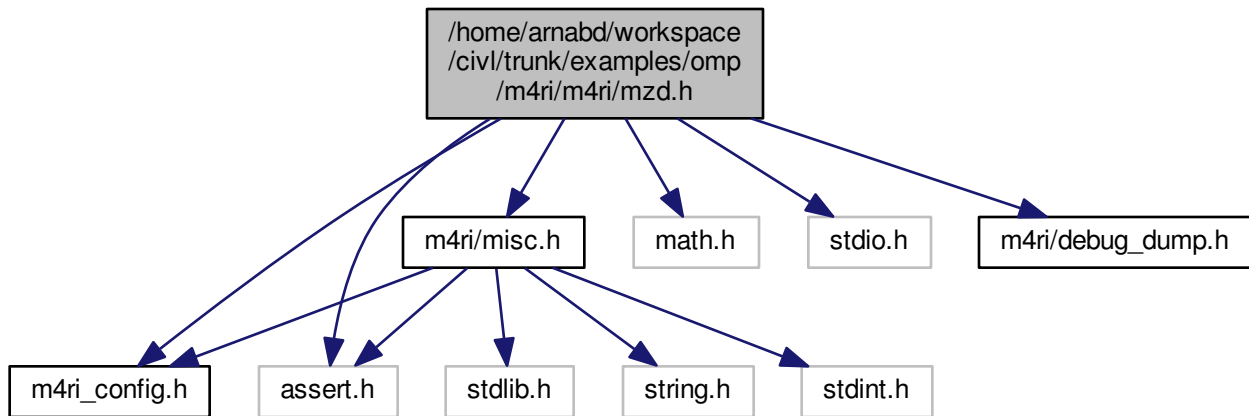 /home/arnabd/workspace
/civl/trunk/examples/omp
/m4ri/m4ri/mzd.h
m4ri/misc.h
math.h
stdio.h
m4ri/debug_dump.h
m4ri_config.h
assert.h
stdlib.h
string.h
stdint.h